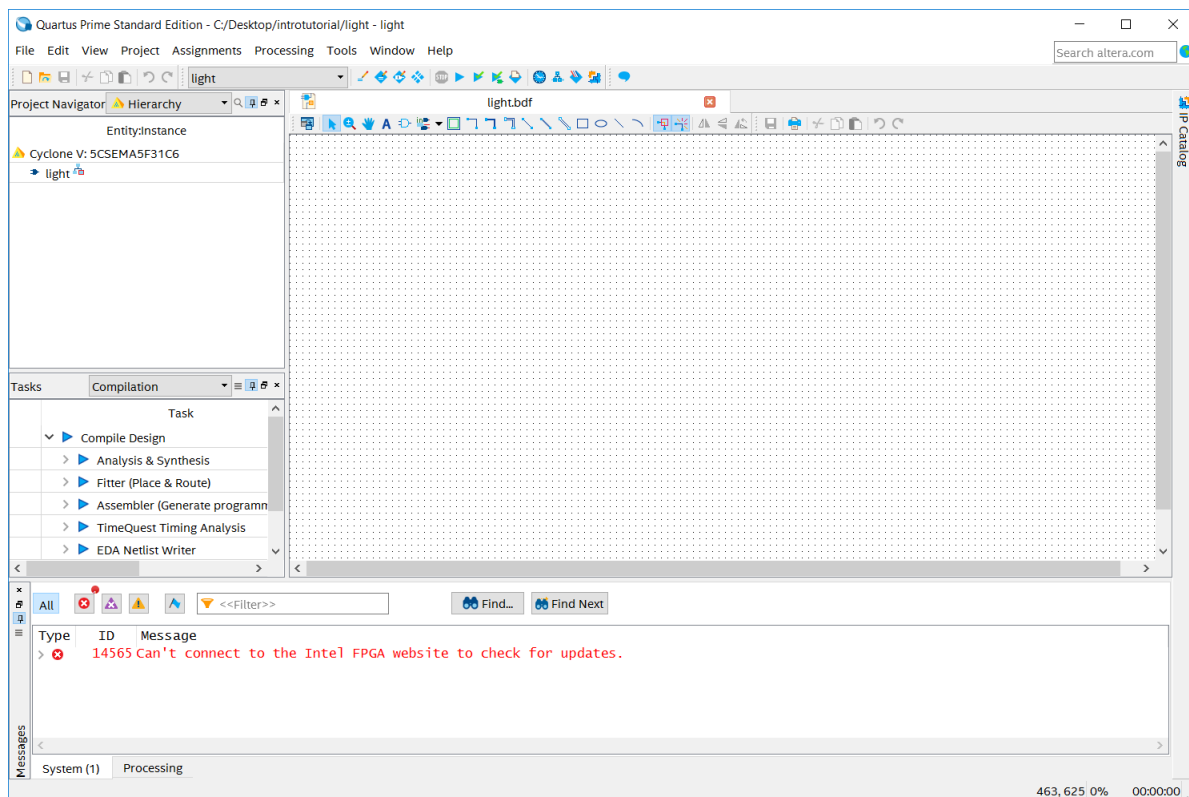 Quartus Prime Standard Edition - C:/Desktop/introtutorial/light - light
File Edit View Project Assignments Processing Tools Window Help
Search altera.com
light
Project Navigator Hierarchy
light.bdf
Entity:Instance
Cyclone V: 5CSEMA5F31C6
light
IP Catalog
Tasks Compilation
Task
Compile Design
Analysis & Synthesis
Fitter (Place & Route)
Assembler (Generate programm
TimeQuest Timing Analysis
EDA Netlist Writer
All <<Filter>> Find... Find Next
Type ID Message
14565 Can't connect to the Intel FPGA website to check for updates.
Messages
System (1) Processing
463, 625 0% 00:00:00